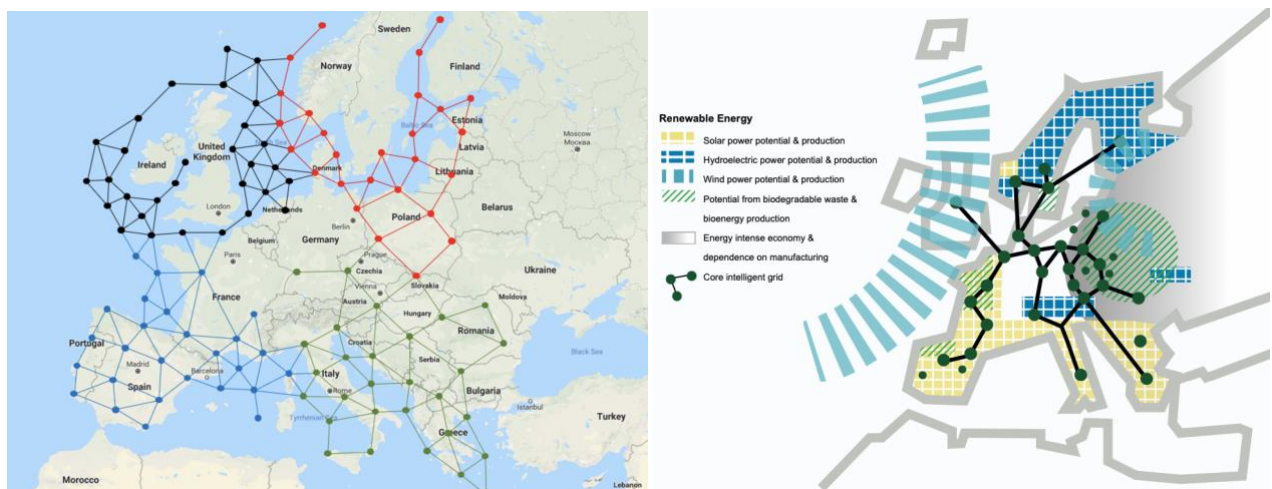 Sweden
Norway
Finland
Baltic Sea
Estonia
Moscow
Москва
Latvia
Ireland
United
Kingdom
Denmark
Lithuania
London
Netherlands
Belarus
Berlin
Poland
Belgium
Germany
Paris
Prague
Czechia
Ukraine
Vienna
Slovakia
France
Austria
Hungary
Moldova
Croatia
Romania
Portugal
Serbia
Black Sea
Madrid
Barcelona
Italy
Spain
Rome
Bulgaria
Tyrrhenian Sea
Istanbul
Greece
Turkey
Morocco
Lebanon
Renewable Energy
Solar power potential & production
Hydroelectric power potential & production
Wind power potential & production
Potential from biodegradable waste &
bioenergy production
Energy intense economy &
dependence on manufacturing
Core intelligent grid